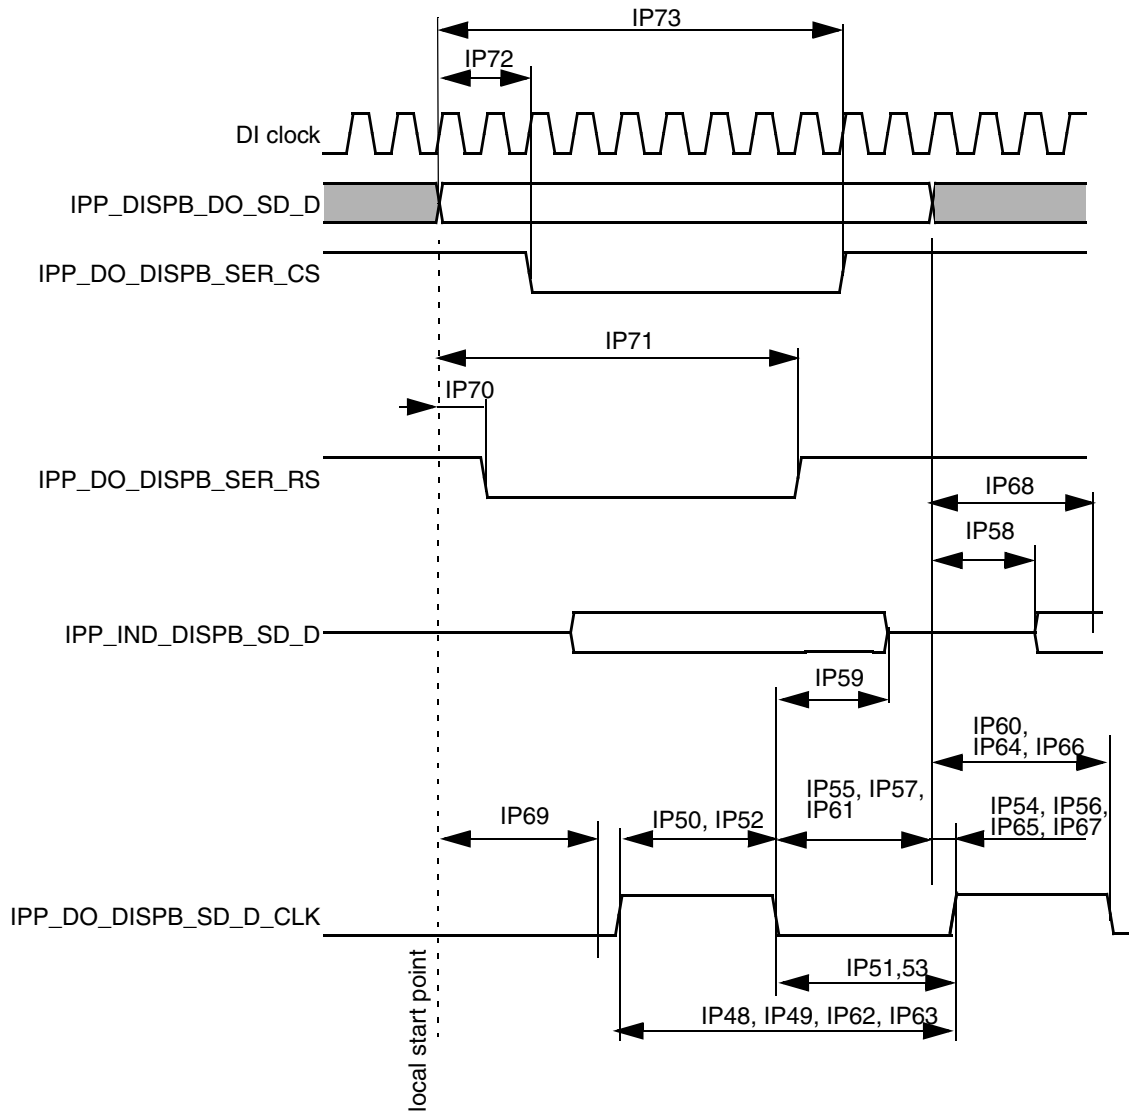 IP73
IP72
DI clock
IPP_DISPB_DO_SD_D
IPP_DO_DISPB_SER_CS
IP71
IP70
IPP_DO_DISPB_SER_RS
IP68
IP58
IPP_IND_DISPB_SD_D
IP59
IP60,
IP64, IP66
IP55, IP57,
IP61
IP54, IP56,
IP65, IP67
IP69
IP50, IP52
IPP_DO_DISPB_SD_D_CLK
IP51,53
IP48, IP49, IP62, IP63
local start point